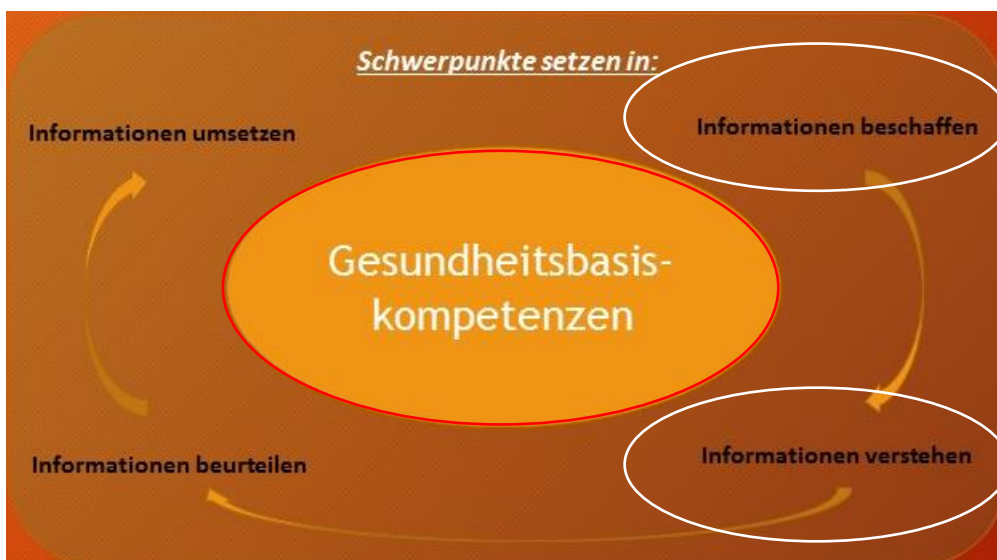 Schwerpunkte setzen in:
Informationen umsetzen
Informationen beschaffen
Gesundheitsbasis-
kompetenzen
Informationen beurteilen
Informationen verstehen